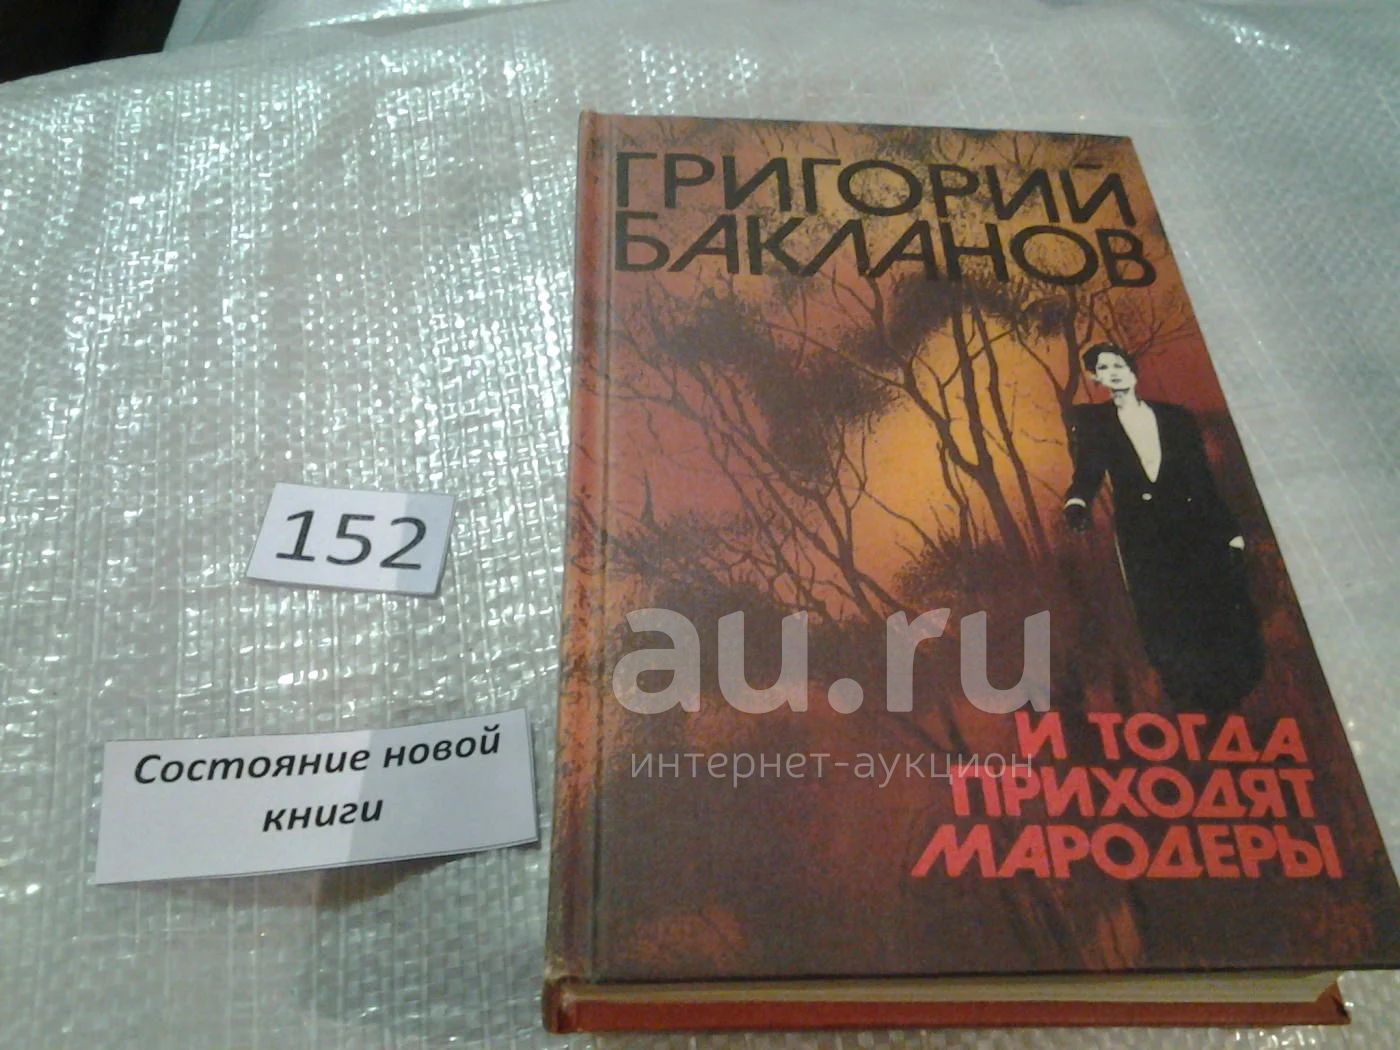 ГРИГОРИЙ
БАКЛАНОВ
152
au.ru
интернет-аукцион
И ТОГДА
ПРИХОДЯТ
МАРОДЕРЫ
Состояние новой
книги